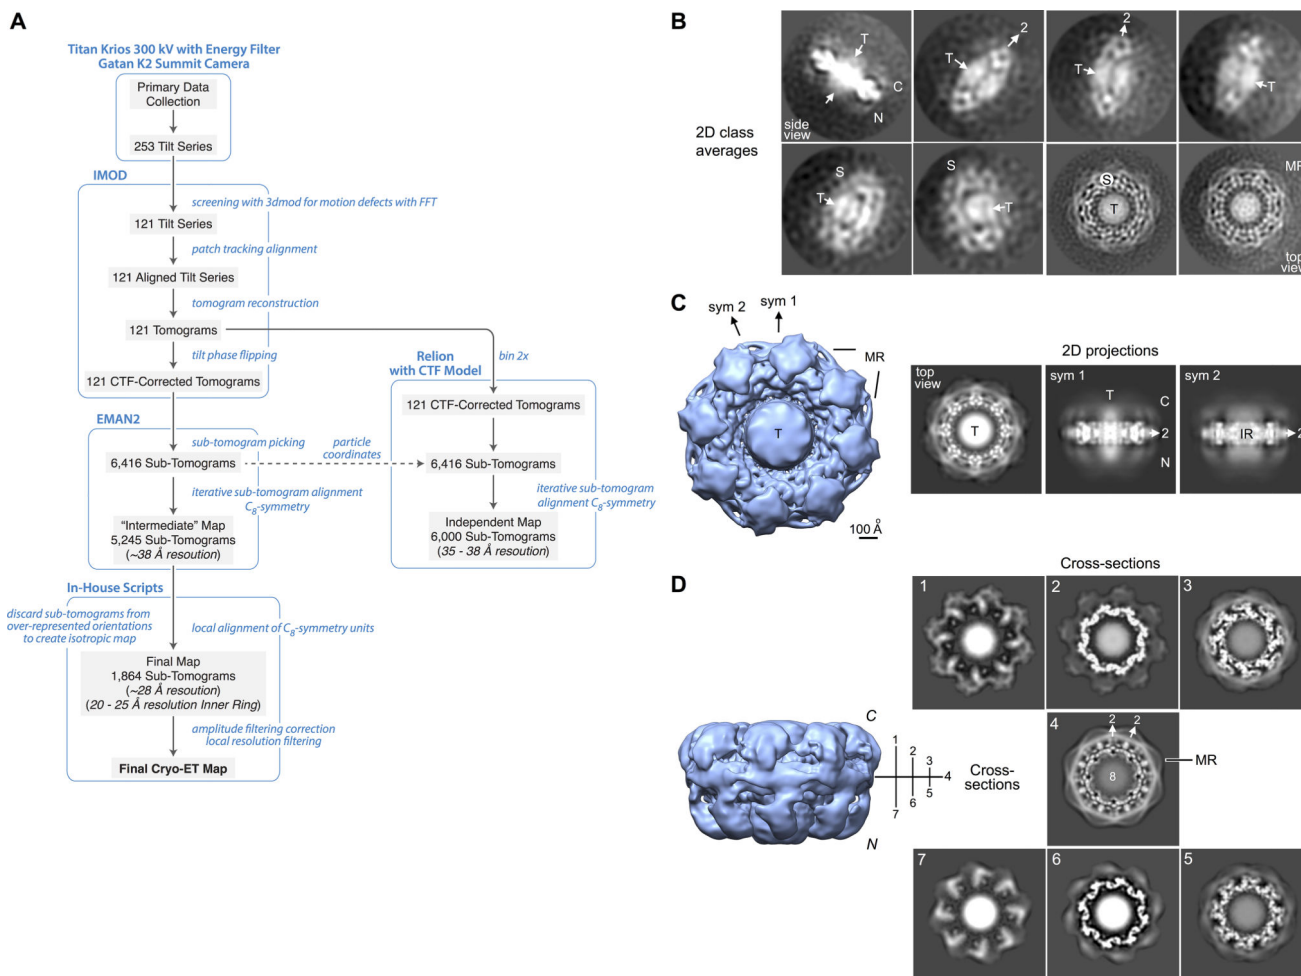 A
Titan Krios 300 kV with Energy Filter
Gatan K2 Summit Camera
Primary Data
Collection
253 Tilt Series
IMOD
screening with 3dmod for motion defects with FFT
121 Tilt Series
patch tracking alignment
121 Aligned Tilt Series
tomogram reconstruction
121 Tomograms
tilt phase flipping
121 CTF-Corrected Tomograms
bin 2x
Relion
with CTF Model
121 CTF-Corrected Tomograms
EMAN2
sub-tomogram picking
particle
coordinates
6,416 Sub-Tomograms
6,416 Sub-Tomograms
iterative sub-tomogram alignment
C8-symmetry
iterative sub-tomogram
alignment C8-symmetry
"Intermediate" Map
5,245 Sub-Tomograms
(~38 Å resoution)
Independent Map
6,000 Sub-Tomograms
(35 - 38 Å resoution)
In-House Scripts
discard sub-tomograms from
over-represented orientations
to create isotropic map
local alignment of C8-symmetry units
Final Map
1,864 Sub-Tomograms
(~28 Å resoution)
(20 - 25 Å resolution Inner Ring)
amplitude filtering correction
local resolution filtering
Final Cryo-ET Map
B
2D class
averages
T
C
N
side
view
2
T
2
T
T
S
T
S
T
S
T
MR
top
view
C
sym 2
sym 1
MR
T
100 Å
2D projections
top
view
T
sym 1
T
C
2
N
sym 2
IR
2
D
C
N
1
2
3
4
5
6
7
Cross-
sections
Cross-sections
1
2
3
4
2
2
8
MR
7
6
5